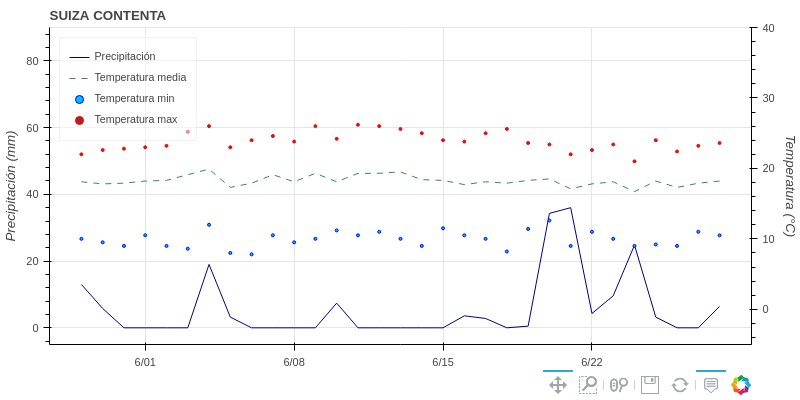 SUIZA CONTENTA
Precipitación
Temperatura media
Temperatura min
Temperatura max
Precipitación (mm)
80
60
40
20
0
Temperatura (°C)
40
30
20
10
0
6/01
6/08
6/15
6/22